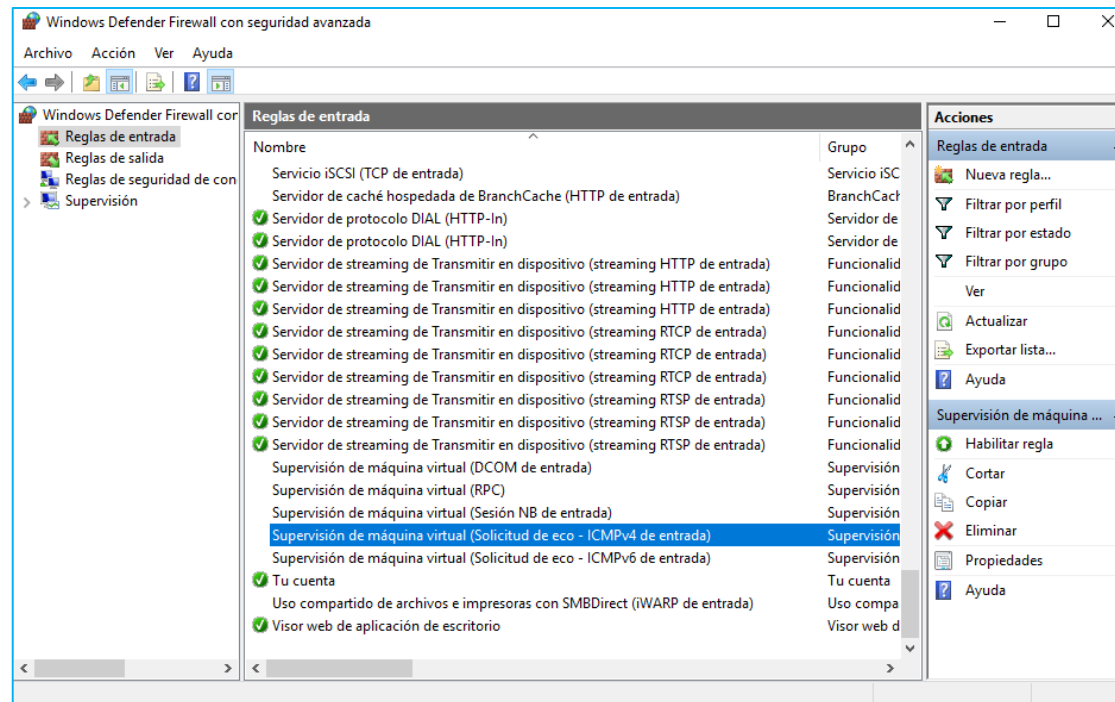 Windows Defender Firewall con seguridad avanzada
Archivo Acción Ver Ayuda
Windows Defender Firewall cor
Reglas de entrada
Reglas de salida
Reglas de seguridad de con
Supervisión
Reglas de entrada
Nombre Grupo
Servicio iSCSI (TCP de entrada) Servicio iSC
Servidor de caché hospedada de BranchCache (HTTP de entrada) BranchCach
Servidor de protocolo DIAL (HTTP-In) Servidor de
Servidor de protocolo DIAL (HTTP-In) Servidor de
Servidor de streaming de Transmitir en dispositivo (streaming HTTP de entrada) Funcionalid
Servidor de streaming de Transmitir en dispositivo (streaming HTTP de entrada) Funcionalid
Servidor de streaming de Transmitir en dispositivo (streaming HTTP de entrada) Funcionalid
Servidor de streaming de Transmitir en dispositivo (streaming RTCP de entrada) Funcionalid
Servidor de streaming de Transmitir en dispositivo (streaming RTCP de entrada) Funcionalid
Servidor de streaming de Transmitir en dispositivo (streaming RTCP de entrada) Funcionalid
Servidor de streaming de Transmitir en dispositivo (streaming RTSP de entrada) Funcionalid
Servidor de streaming de Transmitir en dispositivo (streaming RTSP de entrada) Funcionalid
Servidor de streaming de Transmitir en dispositivo (streaming RTSP de entrada) Funcionalid
Supervisión de máquina virtual (DCOM de entrada) Supervisión
Supervisión de máquina virtual (RPC) Supervisión
Supervisión de máquina virtual (Sesión NB de entrada) Supervisión
Supervisión de máquina virtual (Solicitud de eco - ICMPv4 de entrada) Supervisión
Supervisión de máquina virtual (Solicitud de eco - ICMPv6 de entrada) Supervisión
Tu cuenta Tu cuenta
Uso compartido de archivos e impresoras con SMBDirect (iWARP de entrada) Uso compa
Visor web de aplicación de escritorio Visor web d
Acciones
Reglas de entrada
Nueva regla...
Filtrar por perfil
Filtrar por estado
Filtrar por grupo
Ver
Actualizar
Exportar lista...
Ayuda
Supervisión de máquina ...
Habilitar regla
Cortar
Copiar
Eliminar
Propiedades
Ayuda